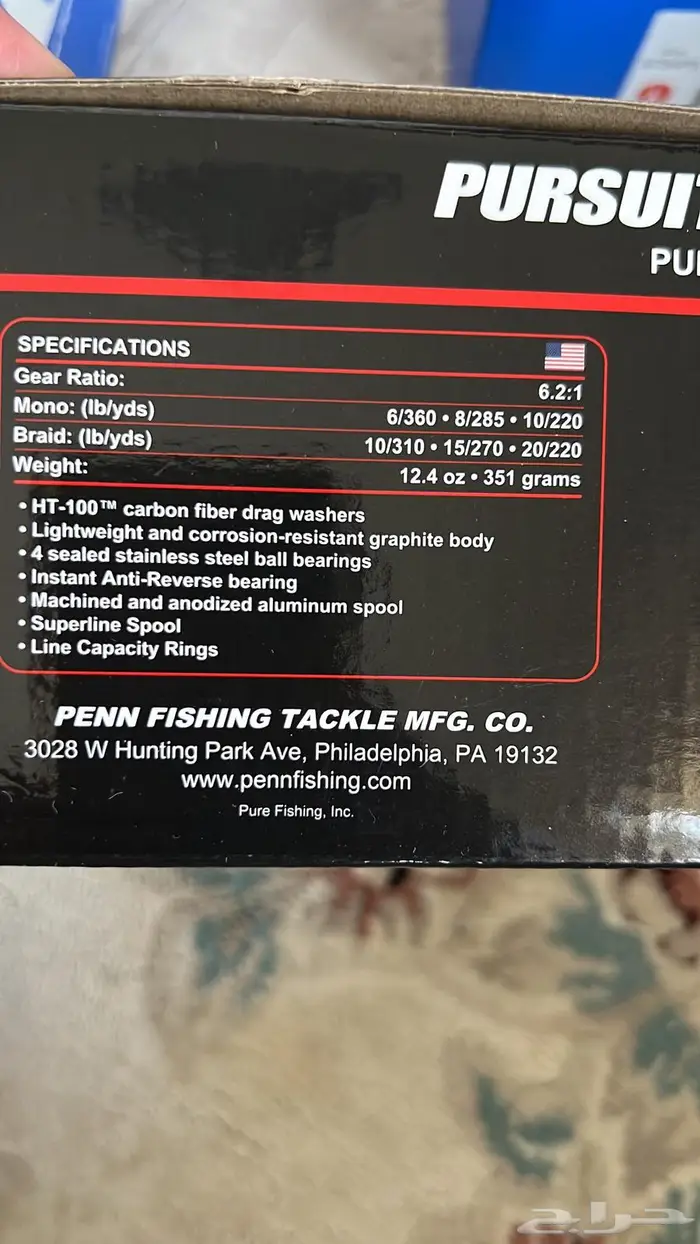 PURSUIT
PU
SPECIFICATIONS
Gear Ratio: 6.2:1
Mono: (lb/yds) 6/360 • 8/285 • 10/220
Braid: (lb/yds) 10/310 • 15/270 • 20/220
Weight: 12.4 oz • 351 grams
• HT-100™ carbon fiber drag washers
• Lightweight and corrosion-resistant graphite body
• 4 sealed stainless steel ball bearings
• Instant Anti-Reverse bearing
• Machined and anodized aluminum spool
• Superline Spool
• Line Capacity Rings
PENN FISHING TACKLE MFG. CO.
3028 W Hunting Park Ave, Philadelphia, PA 19132
www.pennfishing.com
Pure Fishing, Inc.
حراج